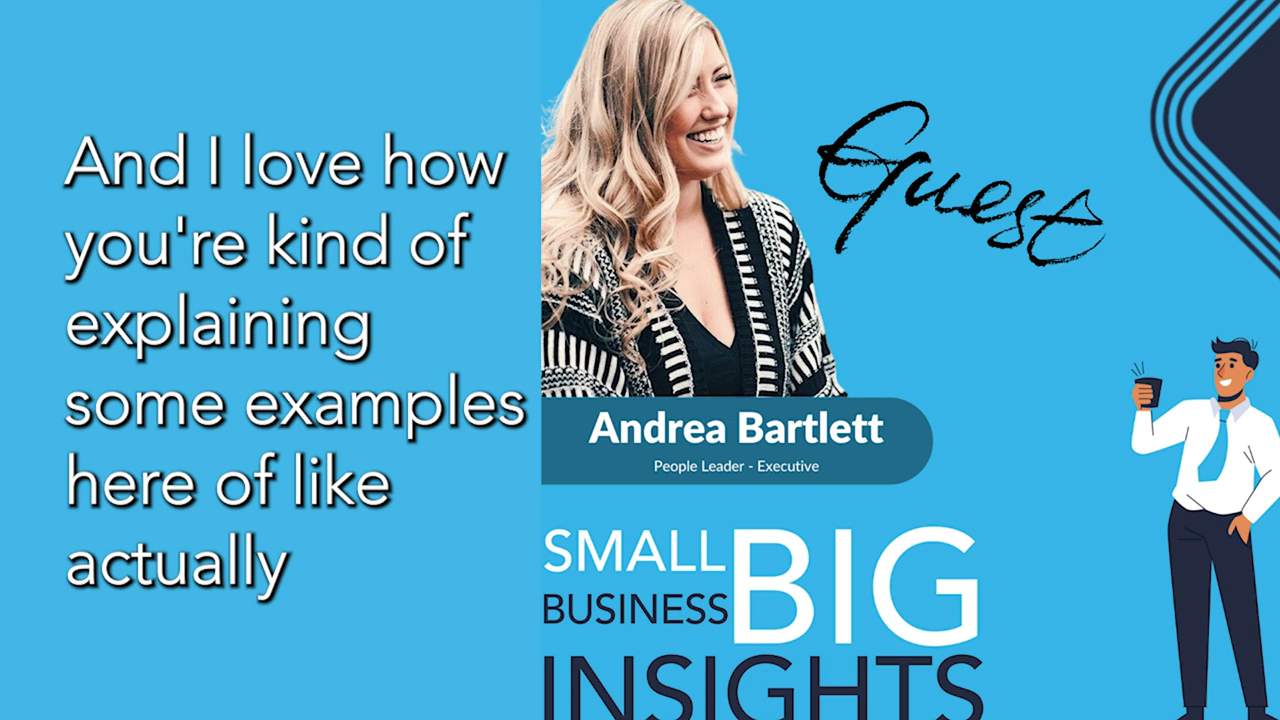 And I love how
you're kind of
explaining
some examples
here of like
actually
Guest
Andrea Bartlett
People Leader - Executive
SMALL
BUSINESS
BIG
INSIGHTS